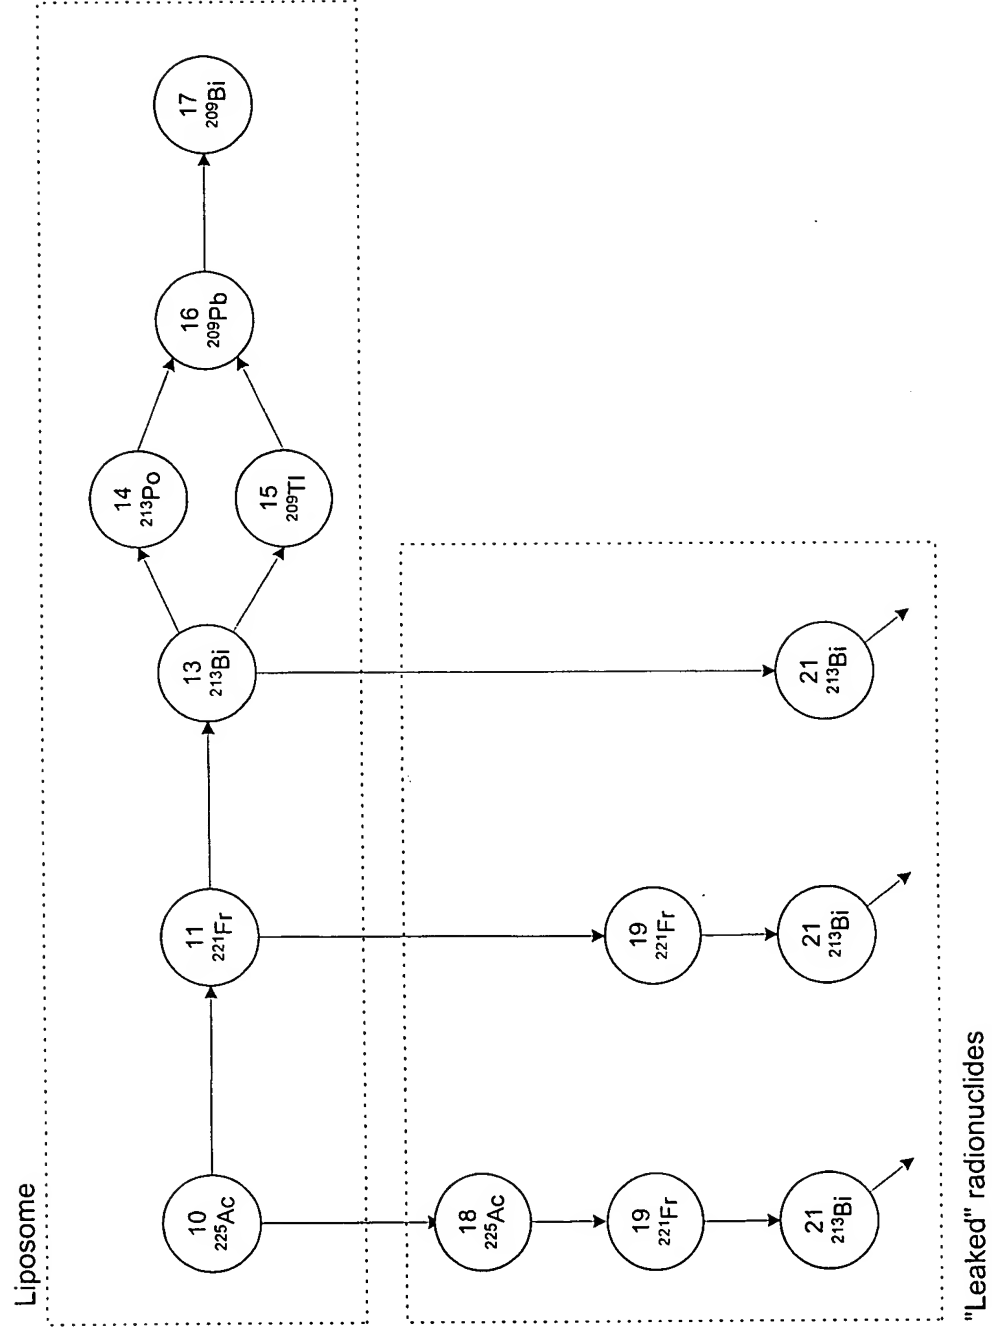 Liposome
10
225Ac
11
221Fr
13
213Bi
14
213Po
15
209Tl
16
209Pb
17
209Bi
18
225Ac
19
221Fr
21
213Bi
19
221Fr
21
213Bi
21
213Bi
"Leaked" radionuclides